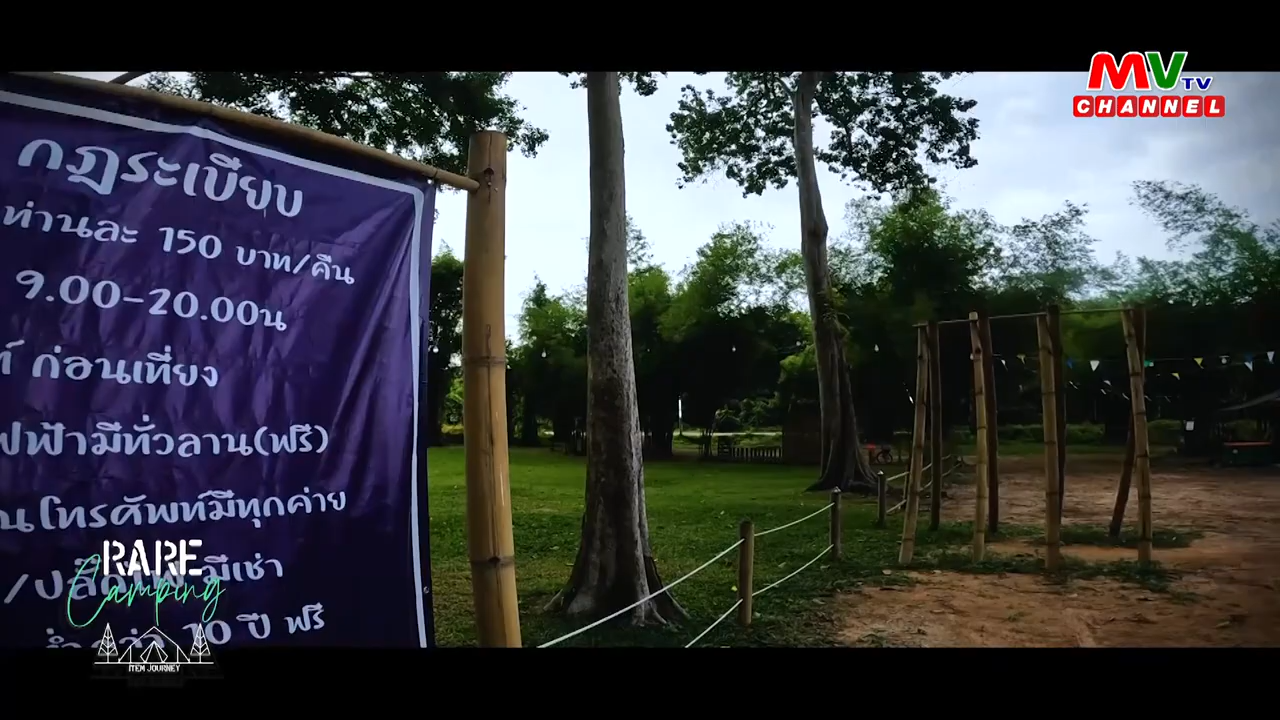 MVTV
CHANNEL
กฎระเบียบ
ท่านละ 150 บาท/คืน
9.00-20.00น
ก่อนเที่ยง
ฟฟ้ามีทั่วลาน(ฟรี)
โทรศัพท์มีทุกค่าย
มีเช่า
10 ปี ฟรี
RARE
Camping
ITEM JOURNEY